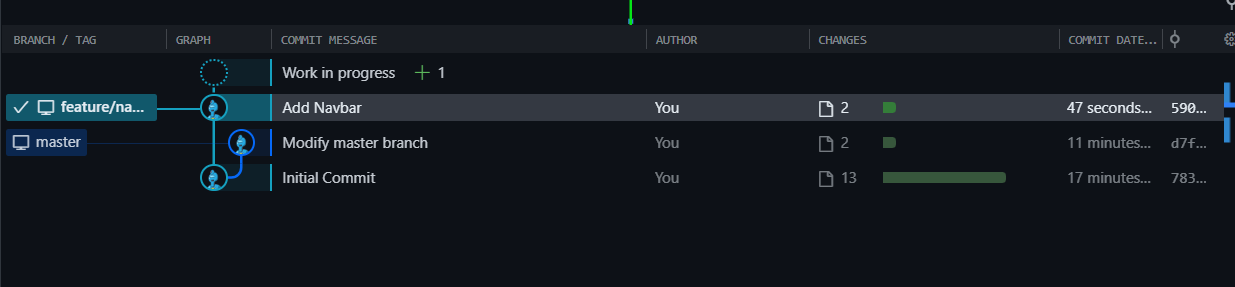 BRANCH / TAG GRAPH COMMIT MESSAGE AUTHOR CHANGES COMMIT DATE...
Work in progress + 1
feature/na... Add Navbar You 2 47 seconds... 590...
master Modify master branch You 2 11 minutes... d7f...
Initial Commit You 13 17 minutes... 783...